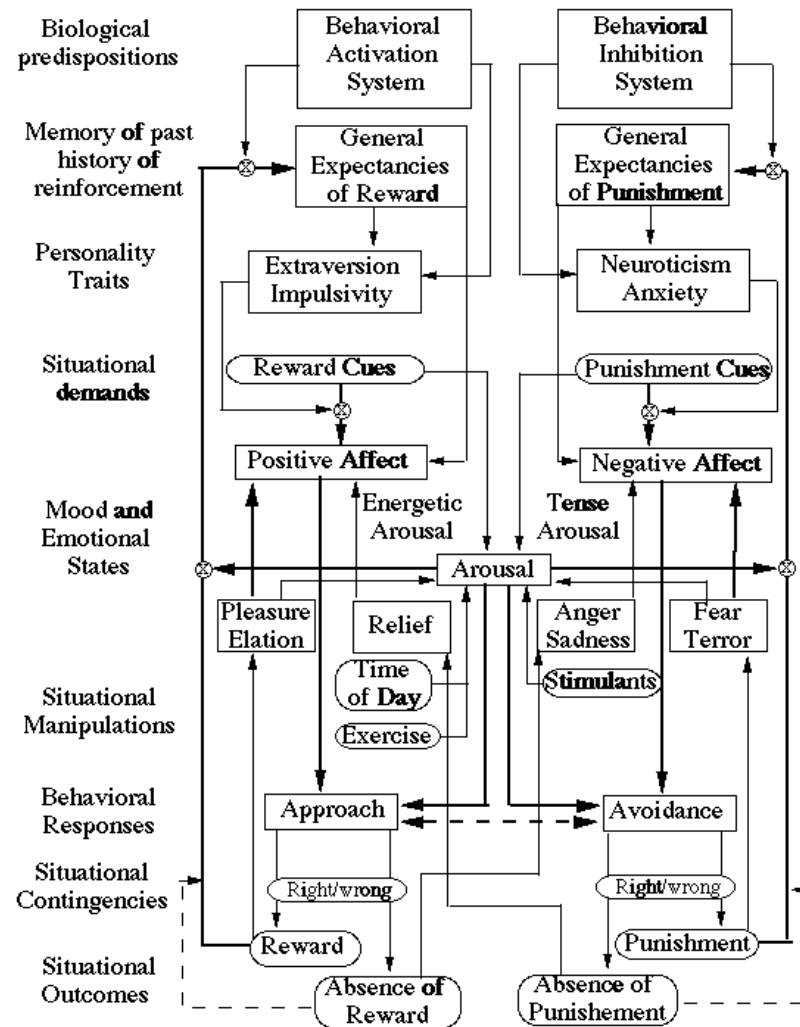 Biological
predispositions
Behavioral
Activation
System
Behavioral
Inhibition
System
Memory of past
history of
reinforcement
General
Expectancies
of Reward
General
Expectancies
of Punishment
Personality
Traits
Extraversion
Impulsivity
Neuroticism
Anxiety
Situational
demands
Reward Cues
Punishment Cues
Positive Affect
Negative Affect
Mood and
Emotional
States
Energetic
Arousal
Tense
Arousal
Arousal
Pleasure
Elation
Relief
Anger
Sadness
Fear
Terror
Situational
Manipulations
Time
of Day
Stimulants
Exercise
Behavioral
Responses
Approach
Avoidance
Situational
Contingencies
Right/wrong
Right/wrong
Reward
Punishment
Situational
Outcomes
Absence of
Reward
Absence of
Punishement